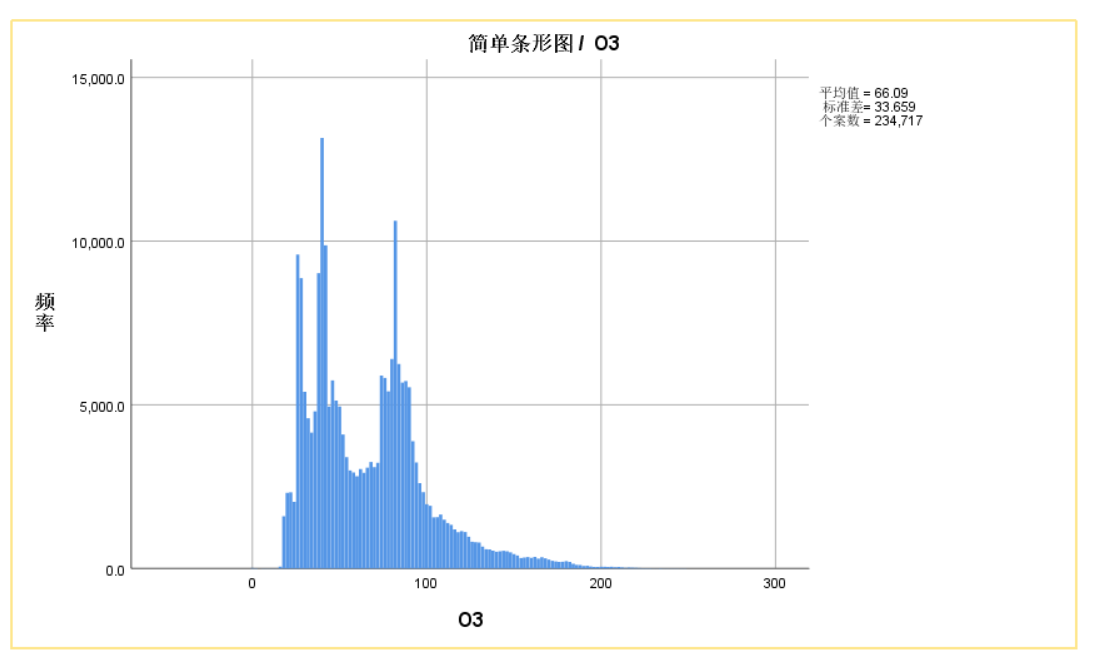 简单条形图 / O3
15,000.0
平均值 = 66.09
标准差= 33.659
个案数 = 234,717
10,000.0
频率
5,000.0
0.0
0 100 200 300
O3